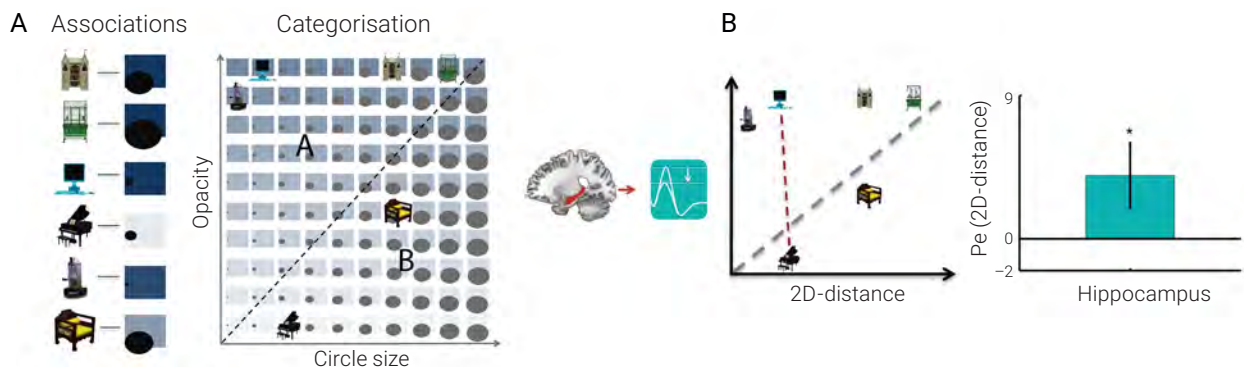 A
Associations
Categorisation
Opacity
A
B
Circle size
B
2D-distance
Pe (2D-distance)
9
*
0
−2
Hippocampus